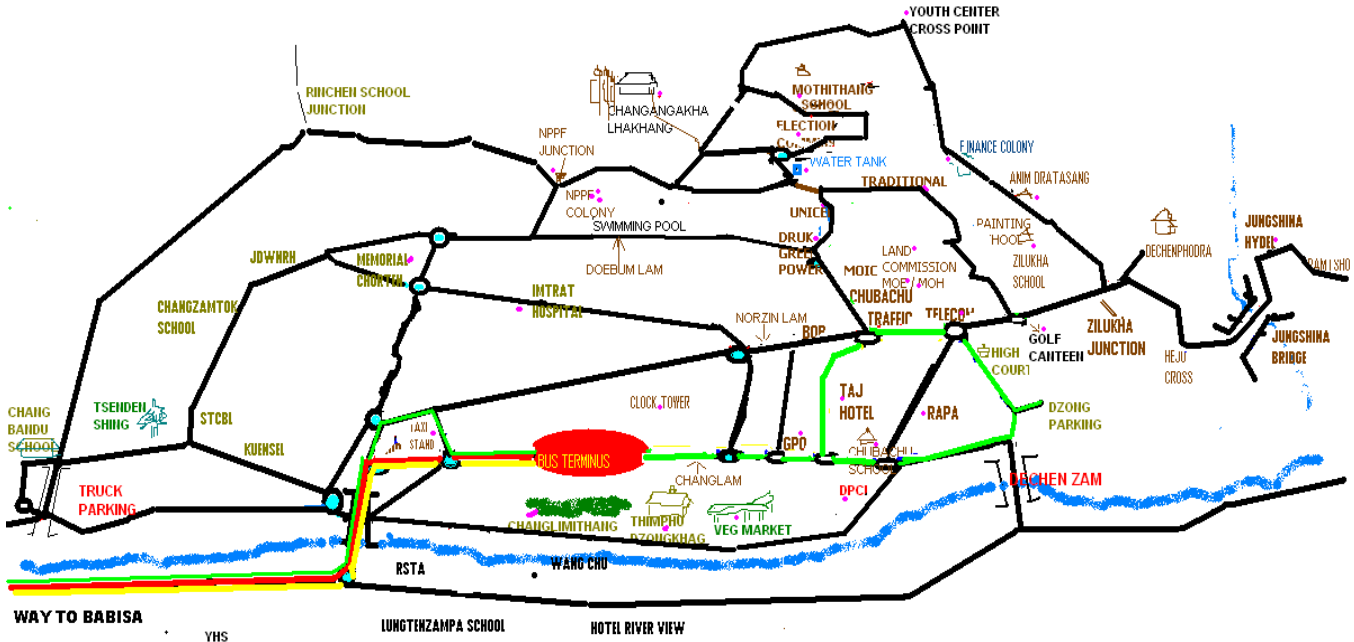 YOUTH CENTER
CROSS POINT
RINCHEN SCHOOL
JUNCTION
CHANGANGAKHA
LHAKHANG
MOTHITHANG
SCHOOL
ELECTION
NPPF
JUNCTION
WATER TANK
FINANCE COLONY
TRADITIONAL
ANIM DRATASANG
NPPF
COLONY
SWIMMING POOL
UNICE
PAINTING
HOOL
DRUK
GREEN
POWER
JUNGSHINA
HYDEL
DECHENPHODRA
JDWNRH
MEMORIAL
CHORTEN
DOEBUM LAM
MOIC
LAND
COMMISSION
MOE / MOH
ZILUKHA
SCHOOL
CHANGZAMTOK
SCHOOL
IMTRAT
HOSPITAL
CHUBACHU
TRAFFIC
TELECOM
NORZIN LAM
BOP
GOLF
CANTEEN
ZILUKHA
JUNCTION
HEJU
CROSS
JUNGSHINA
BRIBGE
HIGH
COURT
CHANG
BANDU
SCHOOL
TSENDEN
SHING
STCBL
CLOCK TOWER
TAJ
HOTEL
RAPA
DZONG
PARKING
KUENSEL
TAXI
STAND
BUS TERMINUS
GPO
CHUBACHU
SCHOOL
CHANGLAM
TRUCK
PARKING
DPCI
DECHEN ZAM
CHANGLIMITHANG
THIMPHU
DZONGKHAG
VEG MARKET
RSTA
WANG CHU
WAY TO BABISA
YHS
LUNGTENZAMPA SCHOOL
HOTEL RIVER VIEW